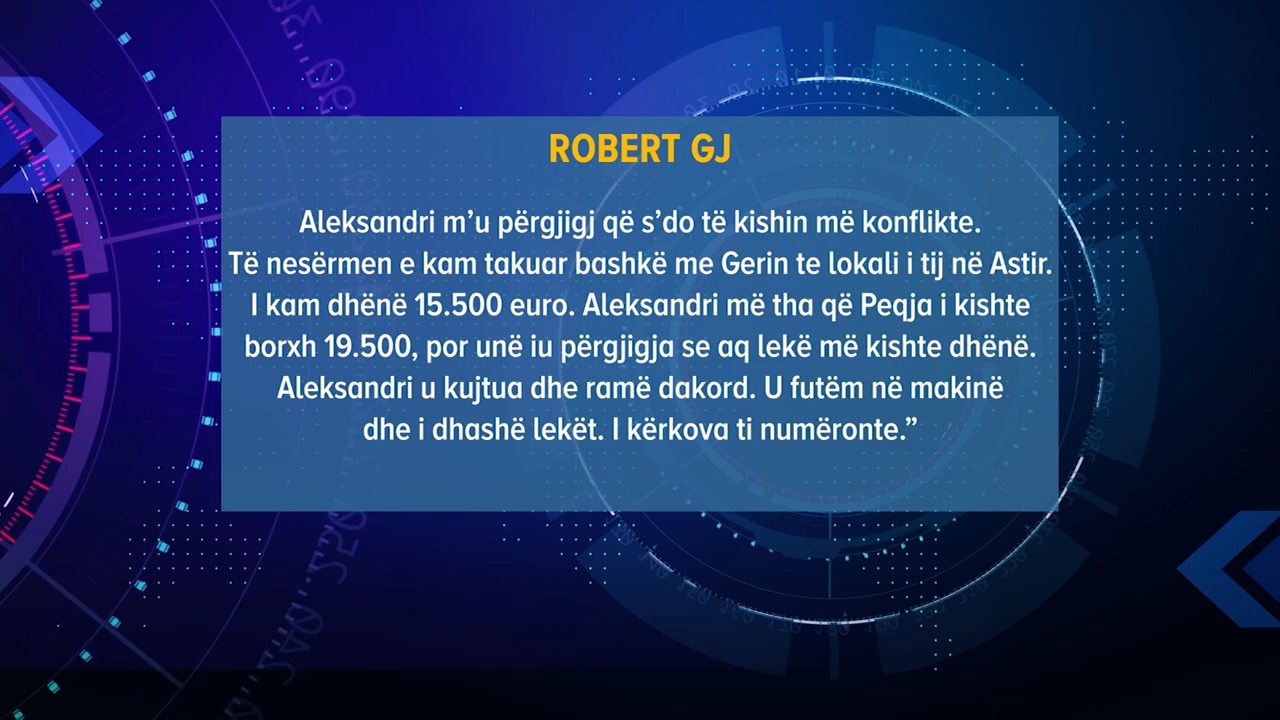 ROBERT GJ
Aleksandri m’u përgjigj që s’do të kishin më konflikte.
Të nesërmen e kam takuar bashkë me Gerin te lokali i tij në Astir.
I kam dhënë 15.500 euro. Aleksandri më tha që Peqja i kishte
borxh 19.500, por unë iu përgjigja se aq lekë më kishte dhënë.
Aleksandri u kujtua dhe ramë dakord. U futëm në makinë
dhe i dhashë lekët. I kërkova ti numëronte.”